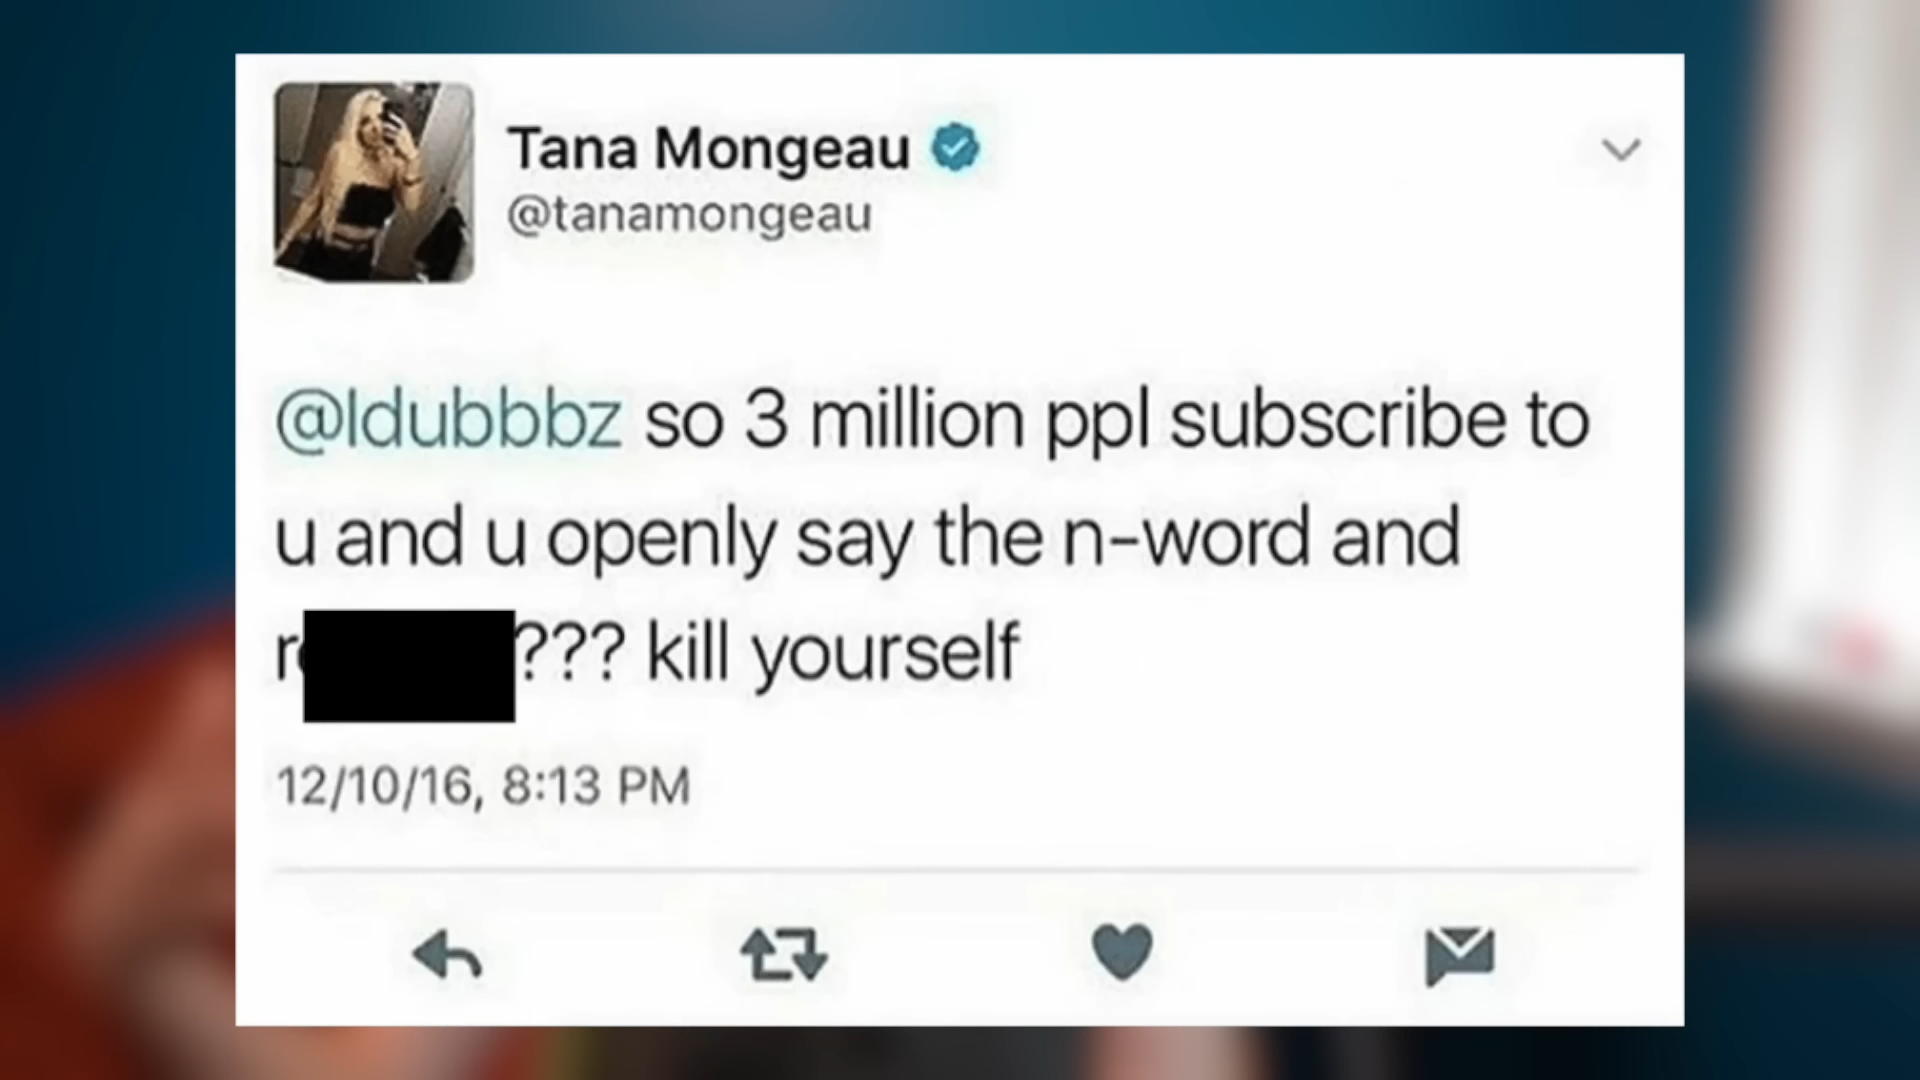 Tana Mongeau
@tanamongeau
@Idubbbz so 3 million ppl subscribe to
u and u openly say the n-word and
??? kill yourself
12/10/16, 8:13 PM